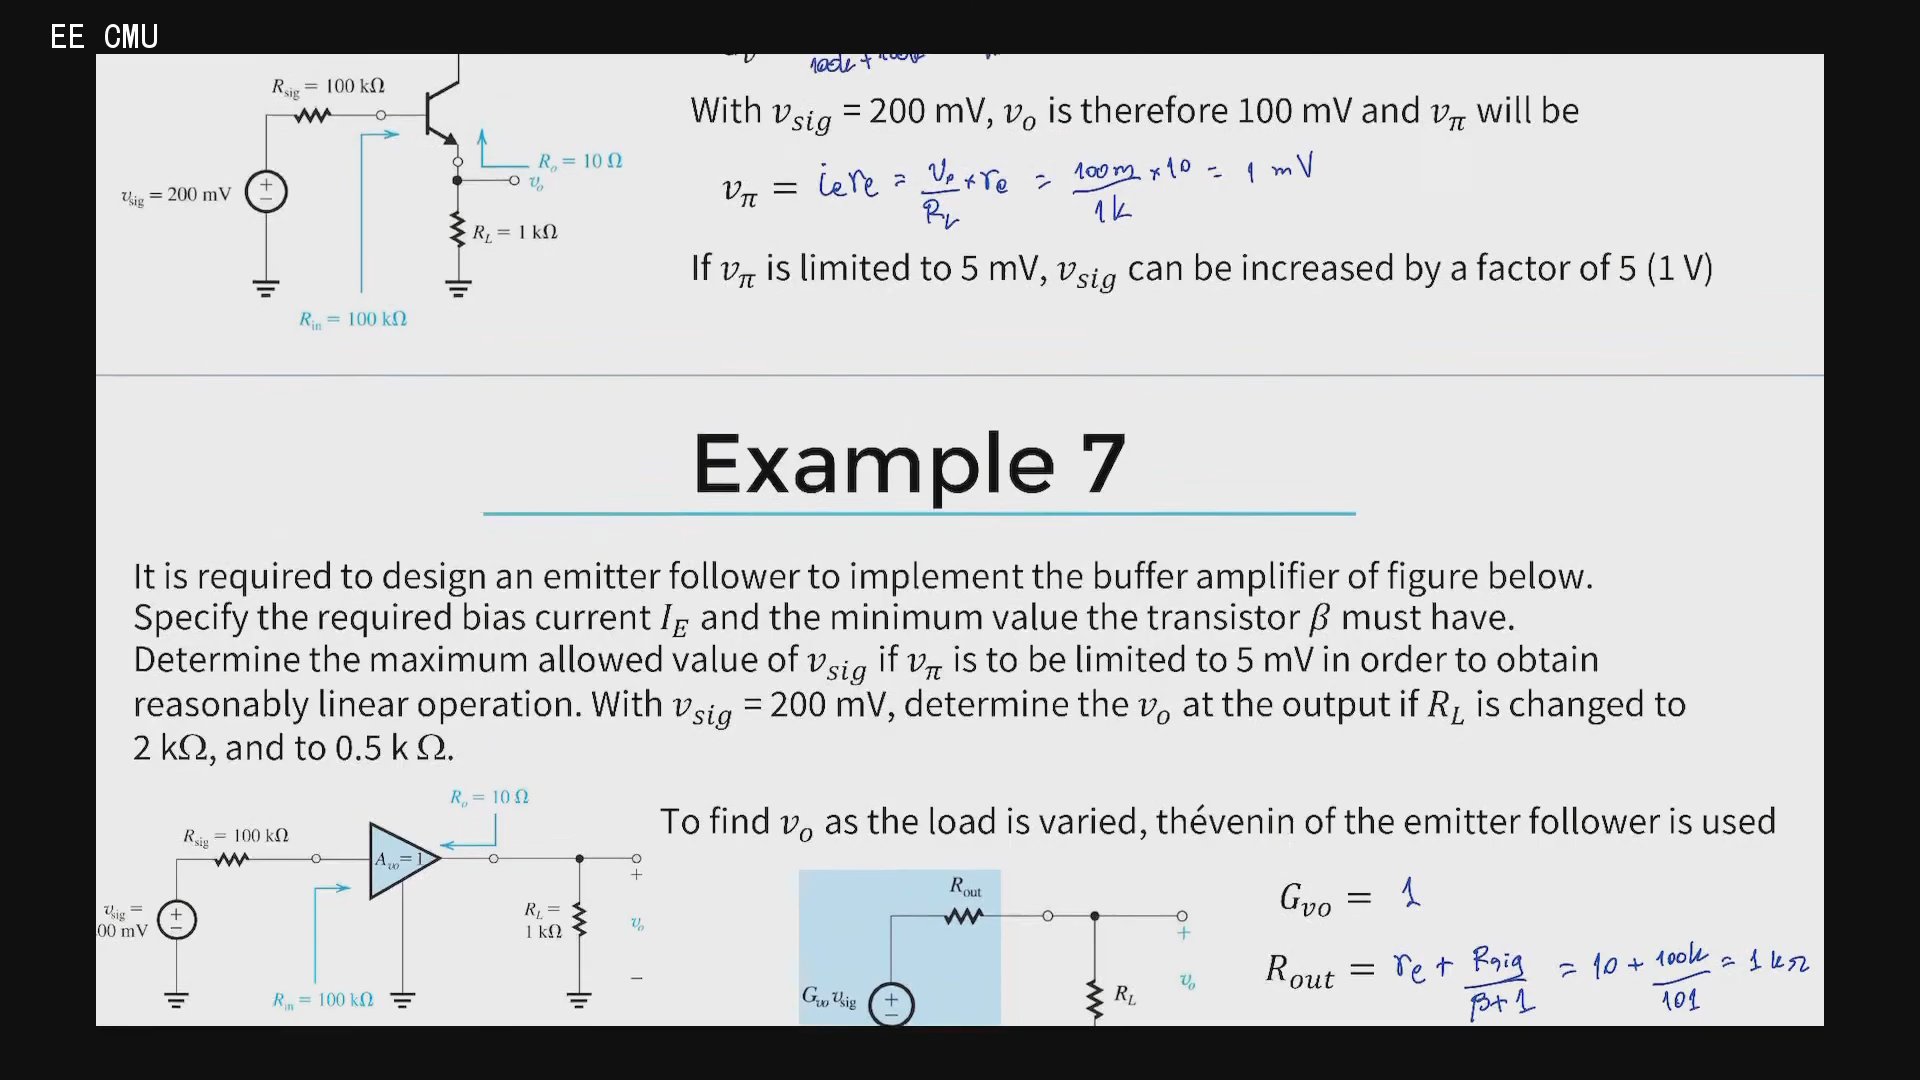 EE CMU
R_sig = 100 kΩ
With v_sig = 200 mV, v_o is therefore 100 mV and v_π will be
R_o = 10 Ω
v_o
v_sig = 200 mV
v_π = i_e r_e = v_o/R_L × r_e = 100m/1k × 10 = 1 mV
R_L = 1 kΩ
If v_π is limited to 5 mV, v_sig can be increased by a factor of 5 (1 V)
R_in = 100 kΩ
Example 7
It is required to design an emitter follower to implement the buffer amplifier of figure below.
Specify the required bias current I_E and the minimum value the transistor β must have.
Determine the maximum allowed value of v_sig if v_π is to be limited to 5 mV in order to obtain
reasonably linear operation. With v_sig = 200 mV, determine the v_o at the output if R_L is changed to
2 kΩ, and to 0.5 k Ω.
R_o = 10 Ω
To find v_o as the load is varied, thévenin of the emitter follower is used
R_sig = 100 kΩ
A_vo = 1
R_out
G_vo = 1
v_sig =
00 mV
R_L =
1 kΩ
v_o
R_out = r_e + R_sig/β+1 = 10 + 100k/101 = 1 kΩ
R_in = 100 kΩ
G_vo v_sig
R_L
v_o